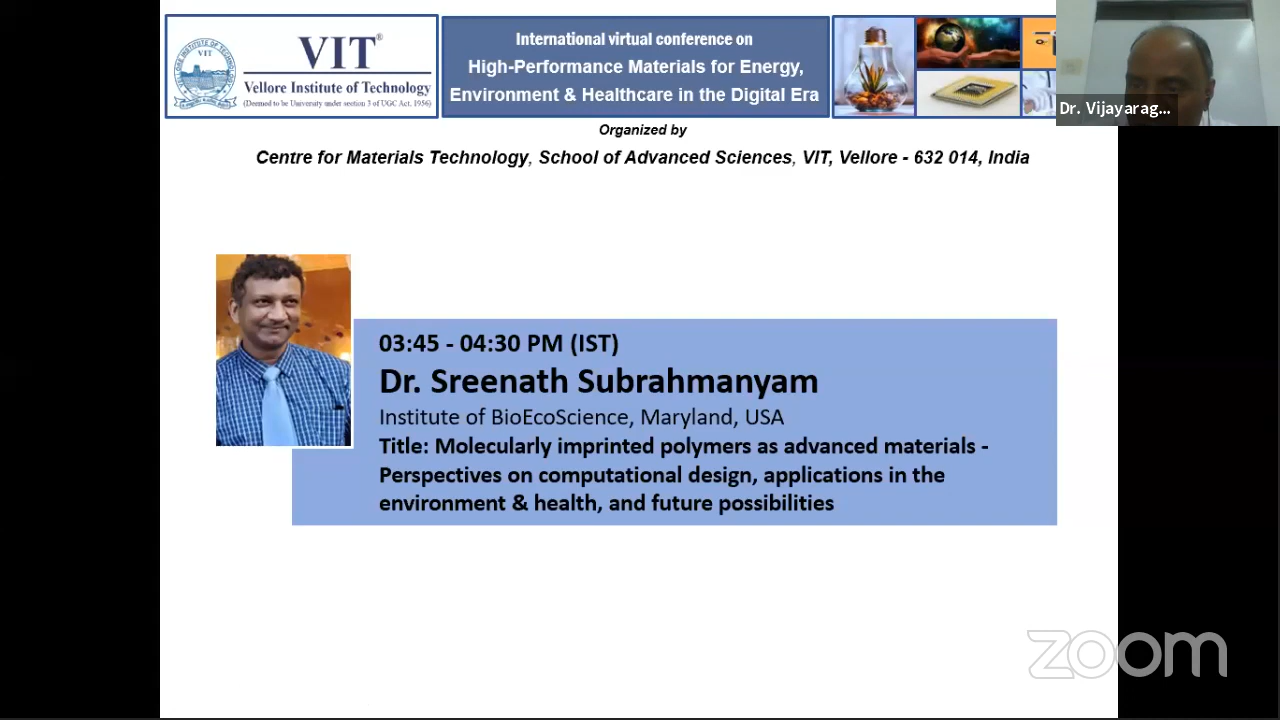 VIT®
Vellore Institute of Technology
(Deemed to be University under section 3 of UGC Act, 1956)
International virtual conference on
High-Performance Materials for Energy,
Environment & Healthcare in the Digital Era
Dr. Vijayarag...
Organized by
Centre for Materials Technology, School of Advanced Sciences, VIT, Vellore - 632 014, India
03:45 - 04:30 PM (IST)
Dr. Sreenath Subrahmanyam
Institute of BioEcoScience, Maryland, USA
Title: Molecularly imprinted polymers as advanced materials -
Perspectives on computational design, applications in the
environment & health, and future possibilities
zoom